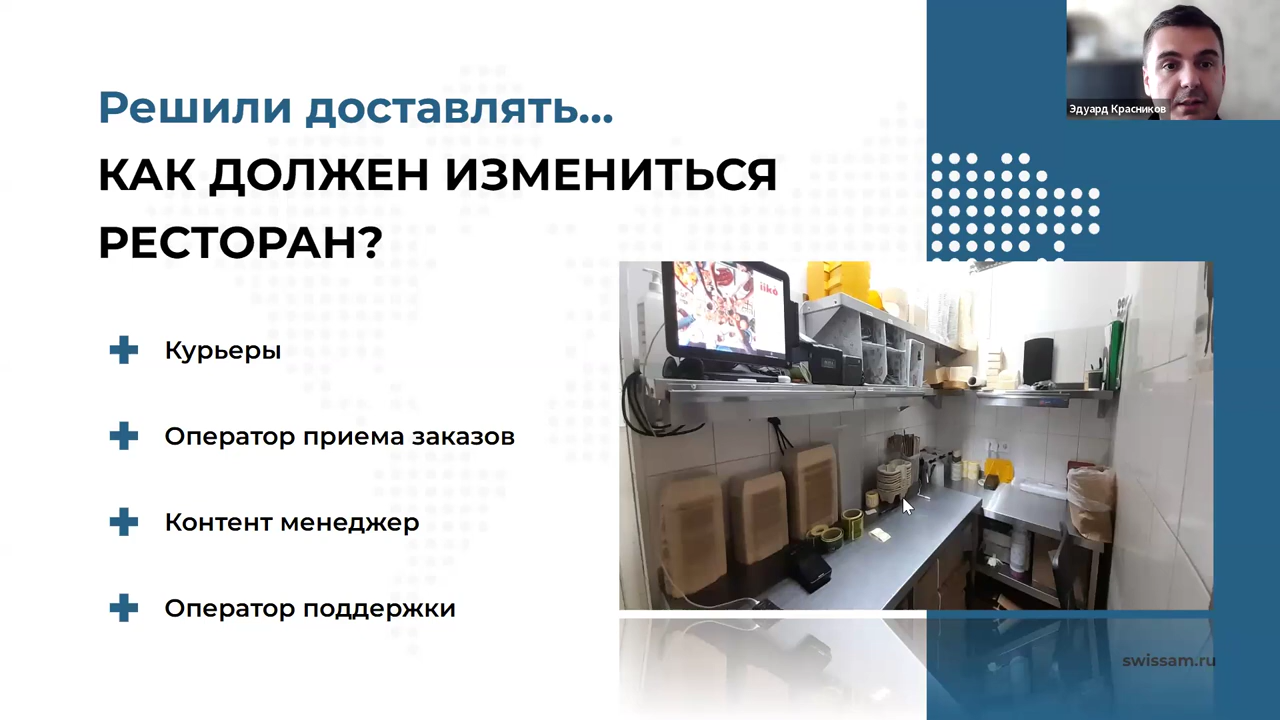 Эдуард Красников
Решили доставлять...
КАК ДОЛЖЕН ИЗМЕНИТЬСЯ
РЕСТОРАН?
iiko
Курьеры
Оператор приема заказов
Контент менеджер
Оператор поддержки
swissam.ru